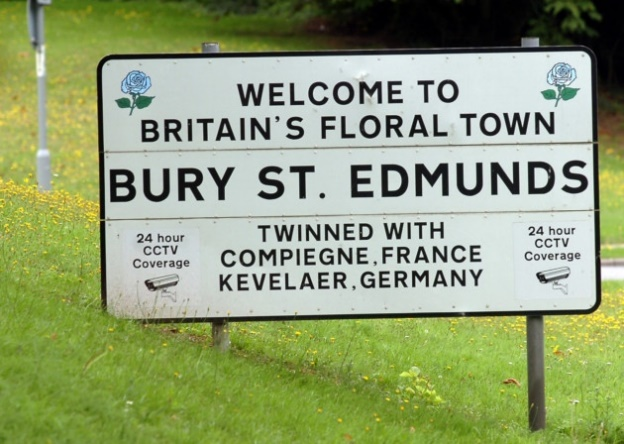 WELCOME TO
BRITAIN'S FLORAL TOWN
BURY ST. EDMUNDS
TWINNED WITH
COMPIEGNE, FRANCE
KEVELAER, GERMANY
24 hour
CCTV
Coverage
24 hour
CCTV
Coverage